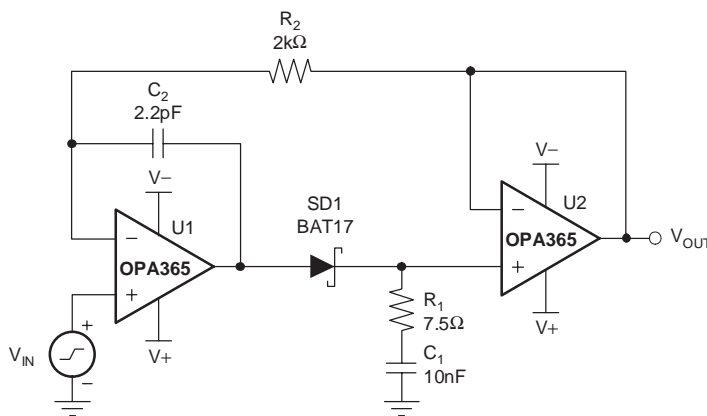 R2
2kΩ
C2
2.2pF
V−
U1
−
OPA365
+
V+
VIN
+
−
SD1
BAT17
R1
7.5Ω
C1
10nF
V−
U2
−
OPA365
+
V+
VOUT